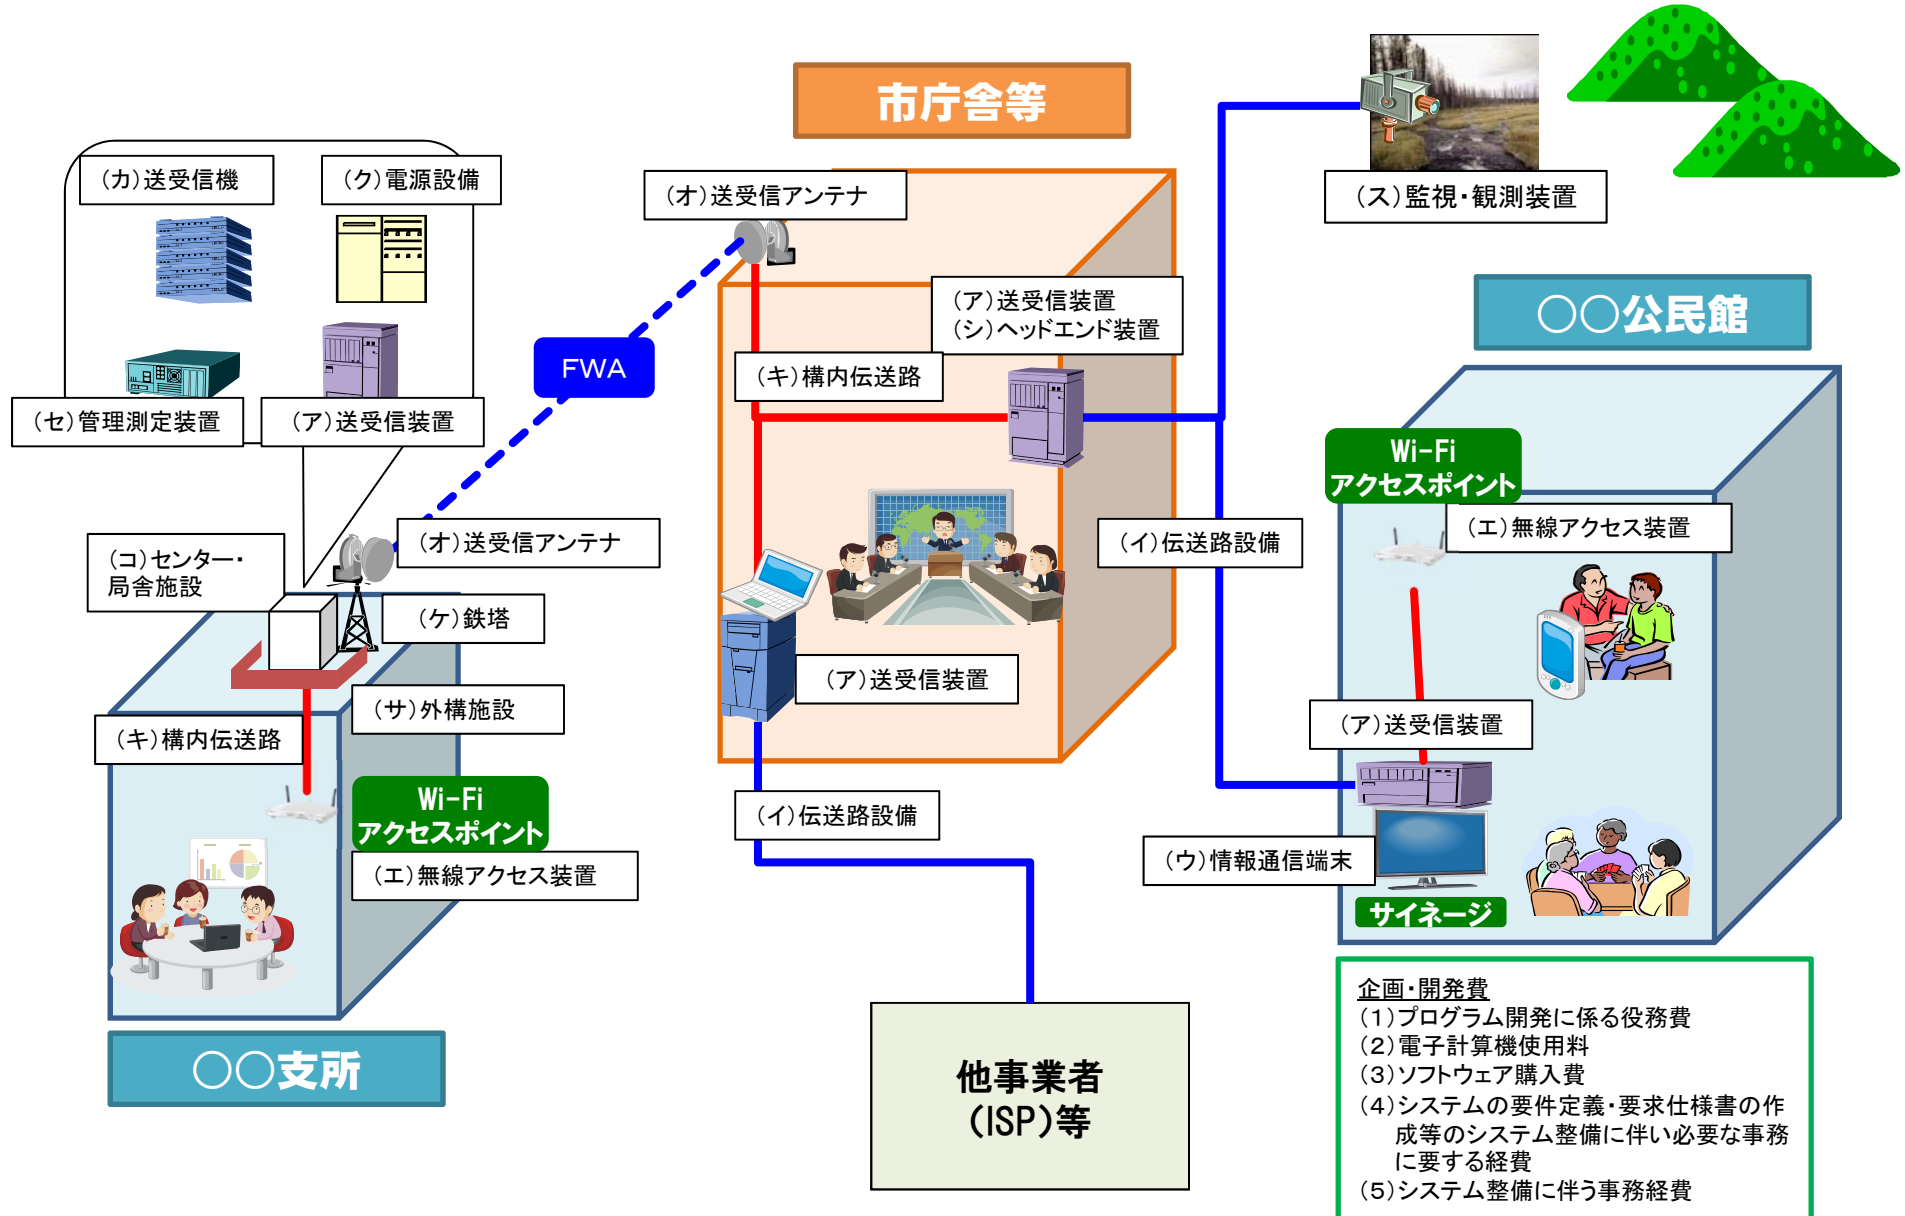 市庁舎等
(カ)送受信機
(ク)電源設備
(セ)管理測定装置
(ア)送受信装置
(オ)送受信アンテナ
FWA
(ア)送受信装置
(シ)ヘッドエンド装置
(キ)構内伝送路
(ス)監視・観測装置
〇〇公民館
Wi-Fi
アクセスポイント
(エ)無線アクセス装置
(コ)センター・
局舎施設
(オ)送受信アンテナ
(ケ)鉄塔
(サ)外構施設
(キ)構内伝送路
Wi-Fi
アクセスポイント
(エ)無線アクセス装置
〇〇支所
(イ)伝送路設備
(ア)送受信装置
(イ)伝送路設備
(ア)送受信装置
(ウ)情報通信端末
サイネージ
他事業者
(ISP)等
企画・開発費
(1)プログラム開発に係る役務費
(2)電子計算機使用料
(3)ソフトウェア購入費
(4)システムの要件定義・要求仕様書の作
成等のシステム整備に伴い必要な事務
に要する経費
(5)システム整備に伴う事務経費